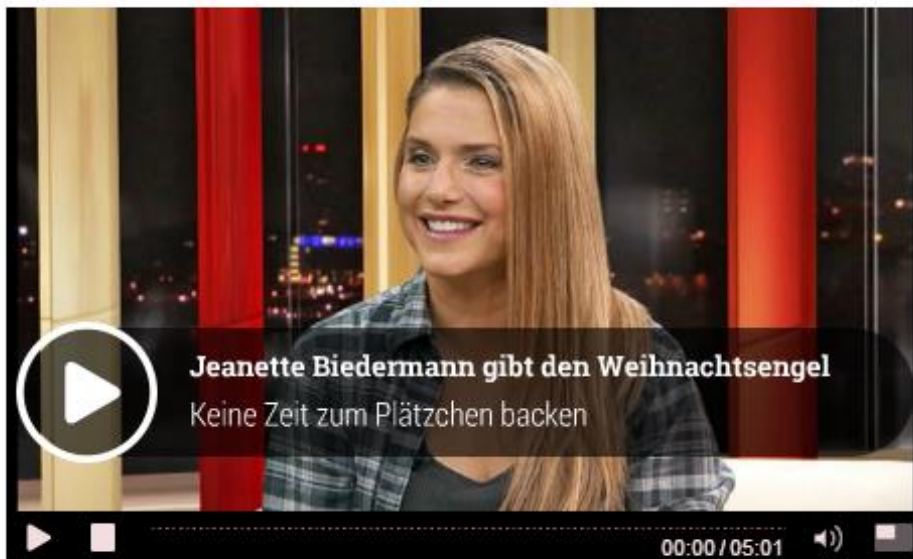 Jeanette Biedermann gibt den Weihnachtsengel
Keine Zeit zum Plätzchen backen
00:00 / 05:01